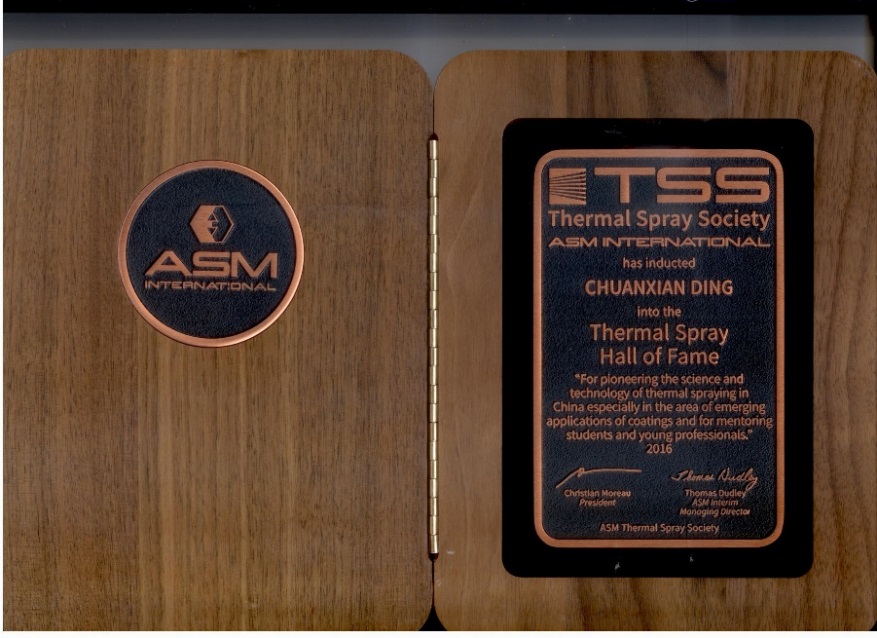 ASM
INTERNATIONAL
TSS
Thermal Spray Society
ASM INTERNATIONAL
has inducted
CHUANXIAN DING
into the
Thermal Spray
Hall of Fame
"For pioneering the science and
technology of thermal spraying in
China especially in the area of emerging
applications of coatings and for mentoring
students and young professionals."
2016
Thomas Dudley
Christian Moreau
President
Thomas Dudley
ASM Interim
Managing Director
ASM Thermal Spray Society